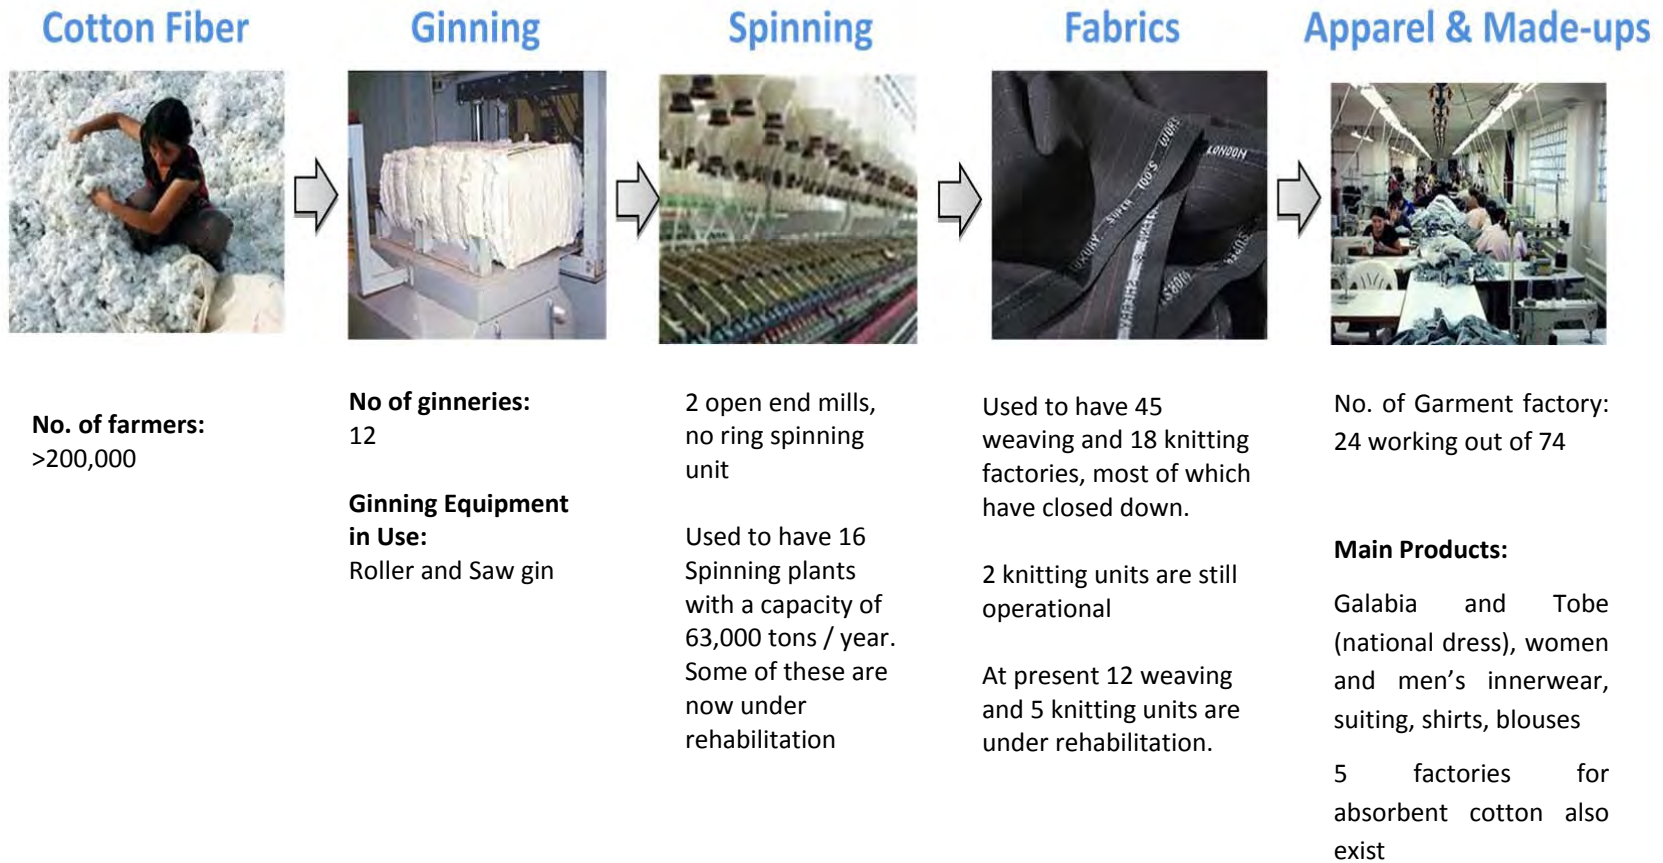 Cotton Fiber
Ginning
Spinning
Fabrics
Apparel & Made-ups
LUXURY SUPER 100'S WORS
LONDON
SUPER
No. of farmers:
>200,000
No of ginneries:
12
Ginning Equipment
in Use:
Roller and Saw gin
2 open end mills,
no ring spinning
unit
Used to have 16
Spinning plants
with a capacity of
63,000 tons / year.
Some of these are
now under
rehabilitation
Used to have 45
weaving and 18 knitting
factories, most of which
have closed down.
2 knitting units are still
operational
At present 12 weaving
and 5 knitting units are
under rehabilitation.
No. of Garment factory:
24 working out of 74
Main Products:
Galabia and Tobe
(national dress), women
and men’s innerwear,
suiting, shirts, blouses
5 factories for
absorbent cotton also
exist